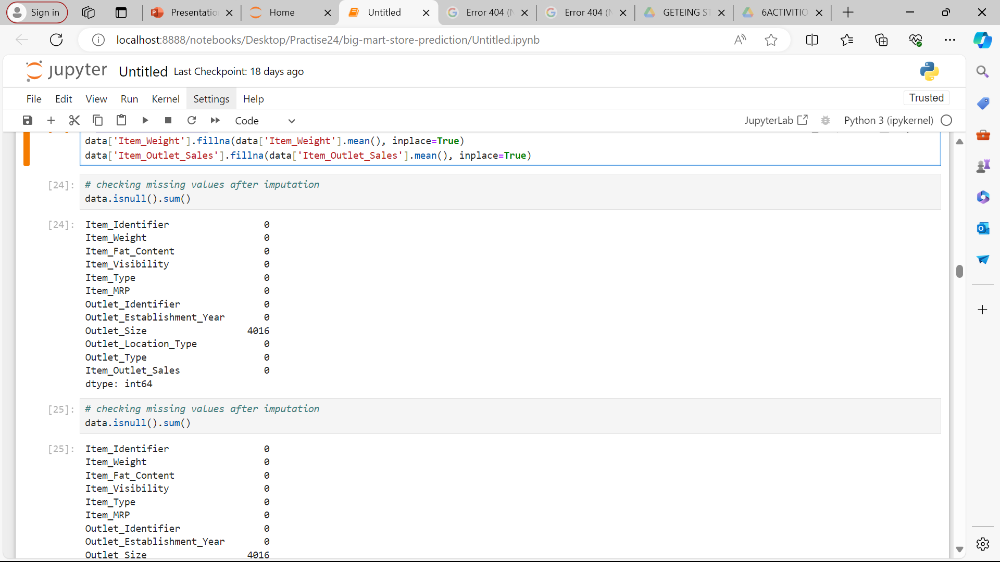 Sign in
Presentatio
Home
Untitled
Error 404 (N
Error 404 (N
GETEING ST
6ACTIVITIO
localhost:8888/notebooks/Desktop/Practise24/big-mart-store-prediction/Untitled.ipynb
jupyter Untitled Last Checkpoint: 18 days ago
File Edit View Run Kernel Settings Help Trusted
Code JupyterLab Python 3 (ipykernel)
data['Item_Weight'].fillna(data['Item_Weight'].mean(), inplace=True)
data['Item_Outlet_Sales'].fillna(data['Item_Outlet_Sales'].mean(), inplace=True)
[24]: # checking missing values after imputation
data.isnull().sum()
[24]: Item_Identifier 0
Item_Weight 0
Item_Fat_Content 0
Item_Visibility 0
Item_Type 0
Item_MRP 0
Outlet_Identifier 0
Outlet_Establishment_Year 0
Outlet_Size 4016
Outlet_Location_Type 0
Outlet_Type 0
Item_Outlet_Sales 0
dtype: int64
[25]: # checking missing values after imputation
data.isnull().sum()
[25]: Item_Identifier 0
Item_Weight 0
Item_Fat_Content 0
Item_Visibility 0
Item_Type 0
Item_MRP 0
Outlet_Identifier 0
Outlet_Establishment_Year 0
Outlet_Size 4016